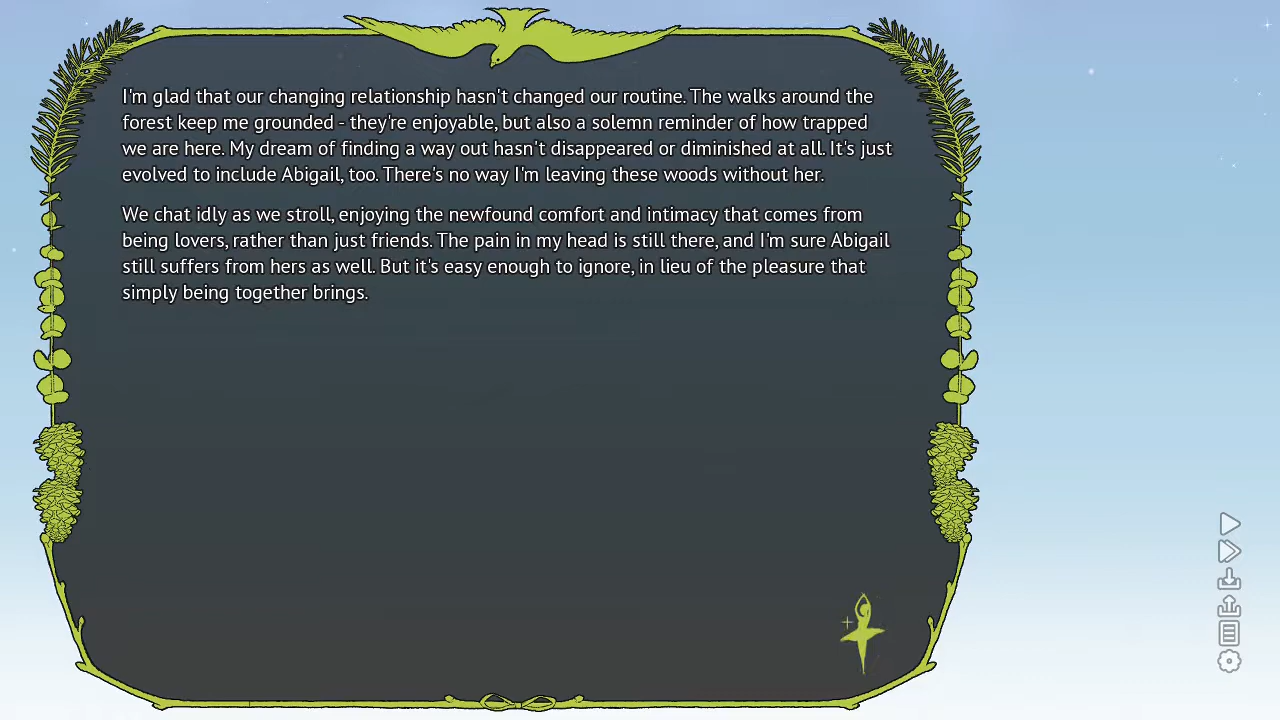 I'm glad that our changing relationship hasn't changed our routine. The walks around the
forest keep me grounded - they're enjoyable, but also a solemn reminder of how trapped
we are here. My dream of finding a way out hasn't disappeared or diminished at all. It's just
evolved to include Abigail, too. There's no way I'm leaving these woods without her.
We chat idly as we stroll, enjoying the newfound comfort and intimacy that comes from
being lovers, rather than just friends. The pain in my head is still there, and I'm sure Abigail
still suffers from hers as well. But it's easy enough to ignore, in lieu of the pleasure that
simply being together brings.